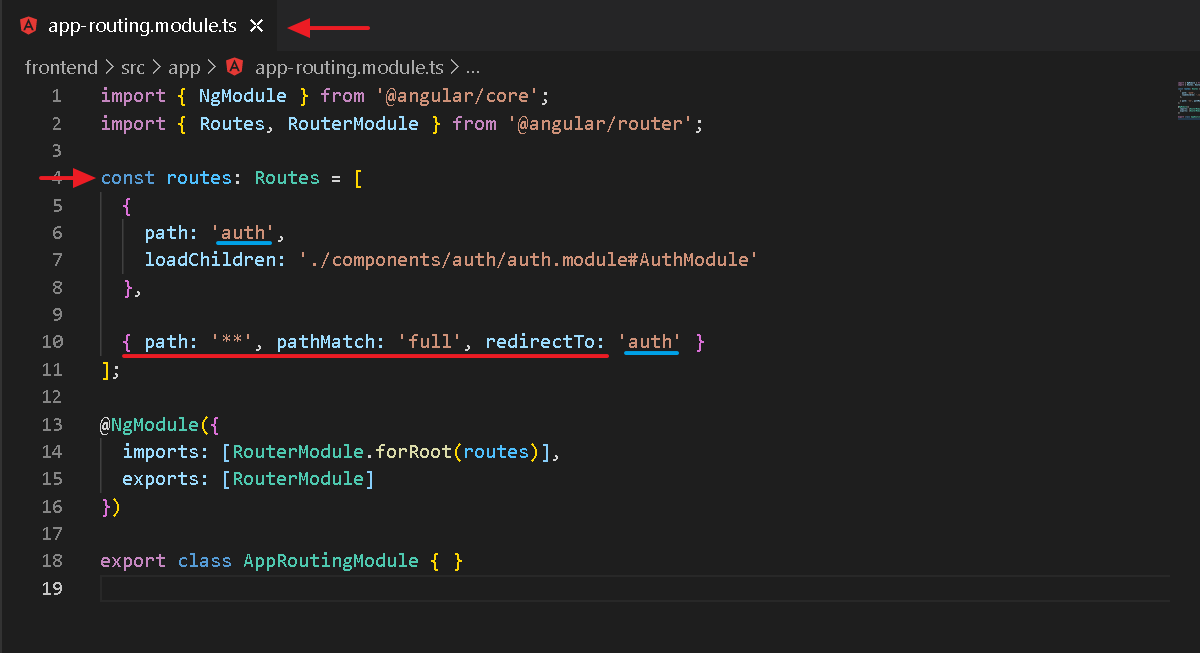 app-routing.module.ts ×
frontend > src > app > app-routing.module.ts > ...
1 import { NgModule } from '@angular/core';
2 import { Routes, RouterModule } from '@angular/router';
3
4 const routes: Routes = [
5 {
6 path: 'auth',
7 loadChildren: './components/auth/auth.module#AuthModule'
8 },
9
10 { path: '**', pathMatch: 'full', redirectTo: 'auth' }
11 ];
12
13 @NgModule({
14 imports: [RouterModule.forRoot(routes)],
15 exports: [RouterModule]
16 })
17
18 export class AppRoutingModule { }
19